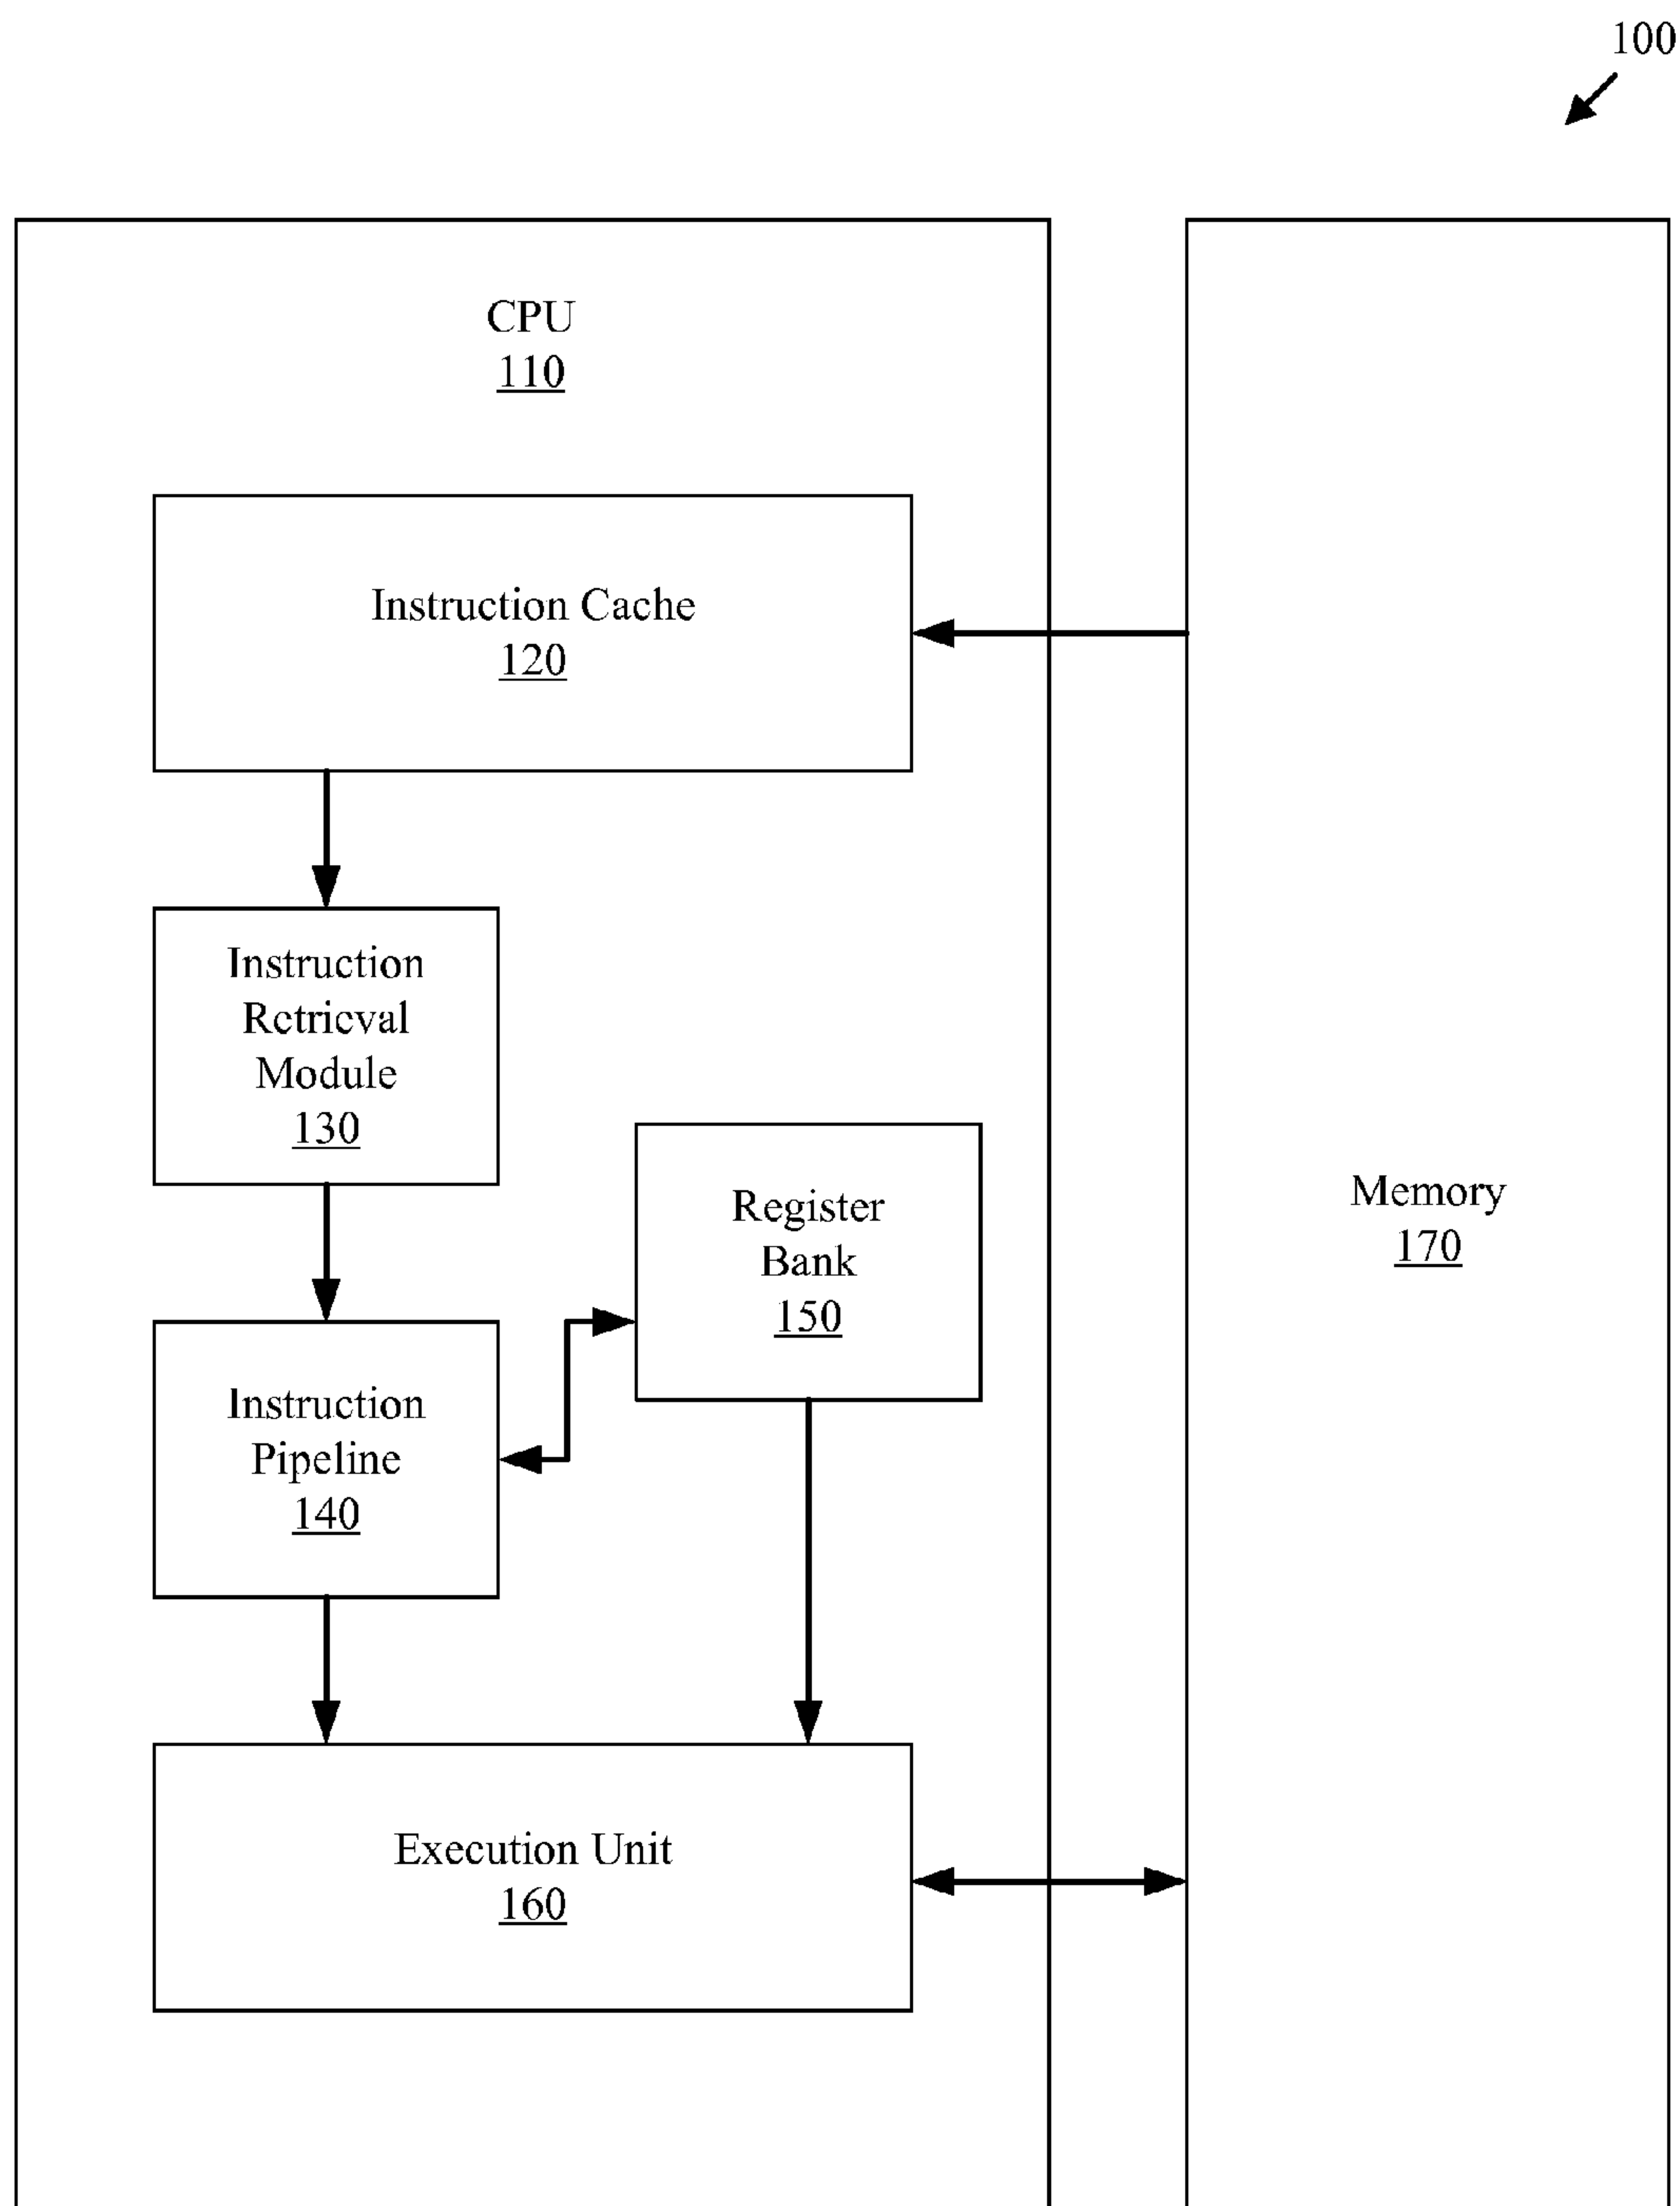 100
CPU
110
Instruction Cache
120
Instruction
Retrieval
Module
130
Register
Bank
150
Memory
170
Instruction
Pipeline
140
Execution Unit
160